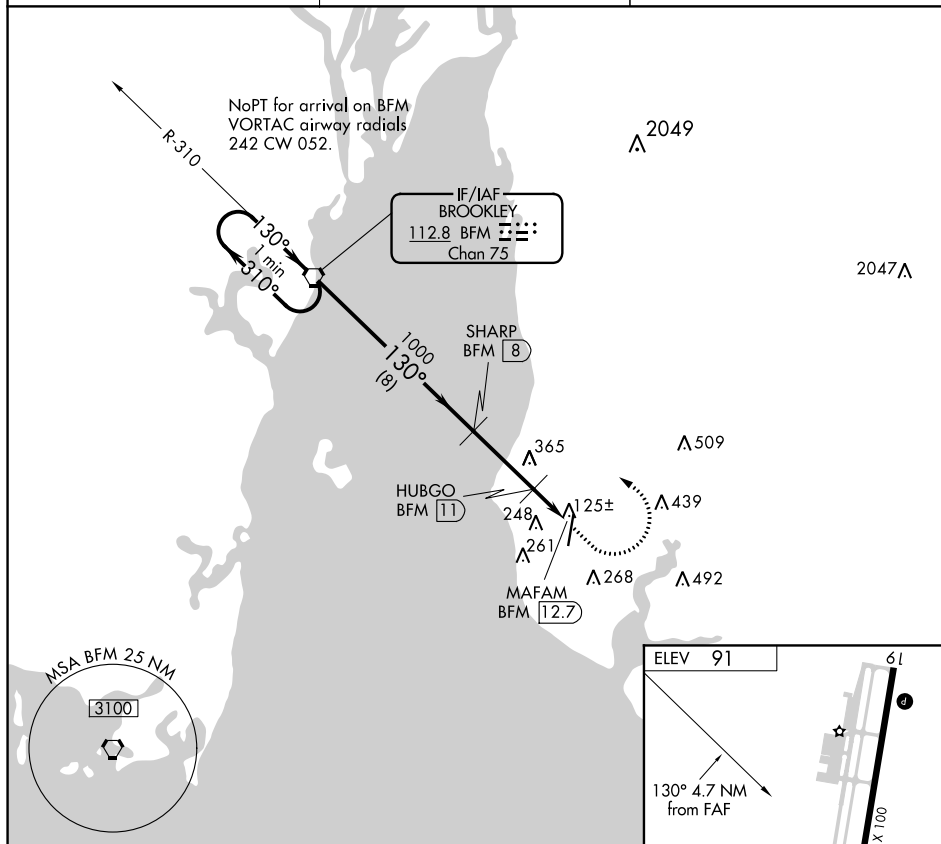 NoPT for arrival on BFM
VORTAC airway radials
242 CW 052.
R-310
2049
IF/IAF
BROOKLEY
112.8 BFM
Chan 75
130°
1 min
310°
2047
1000
130°
(8)
SHARP
BFM 8
365
509
HUBGO
BFM 11
248
125±
439
261
268
492
MAFAM
BFM 12.7
MSA BFM 25 NM
3100
ELEV 91
19
P
130° 4.7 NM
from FAF
X 100